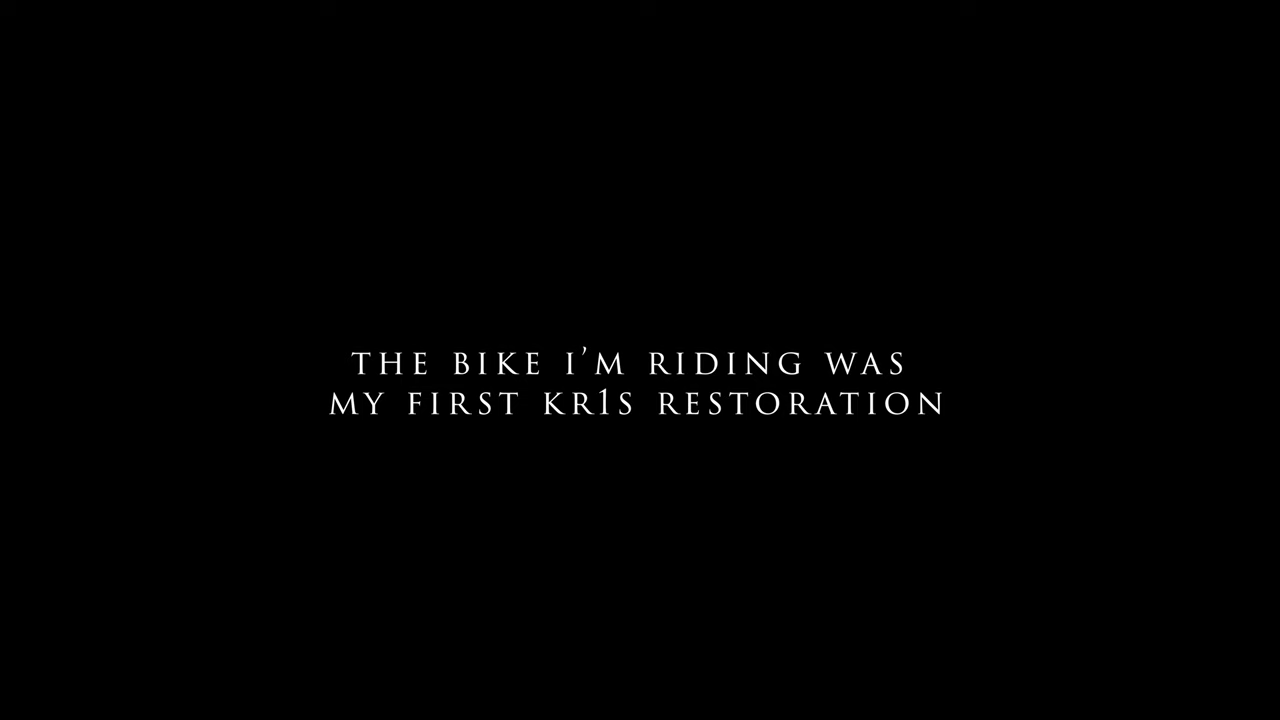 THE BIKE I’M RIDING WAS
MY FIRST KR1S RESTORATION